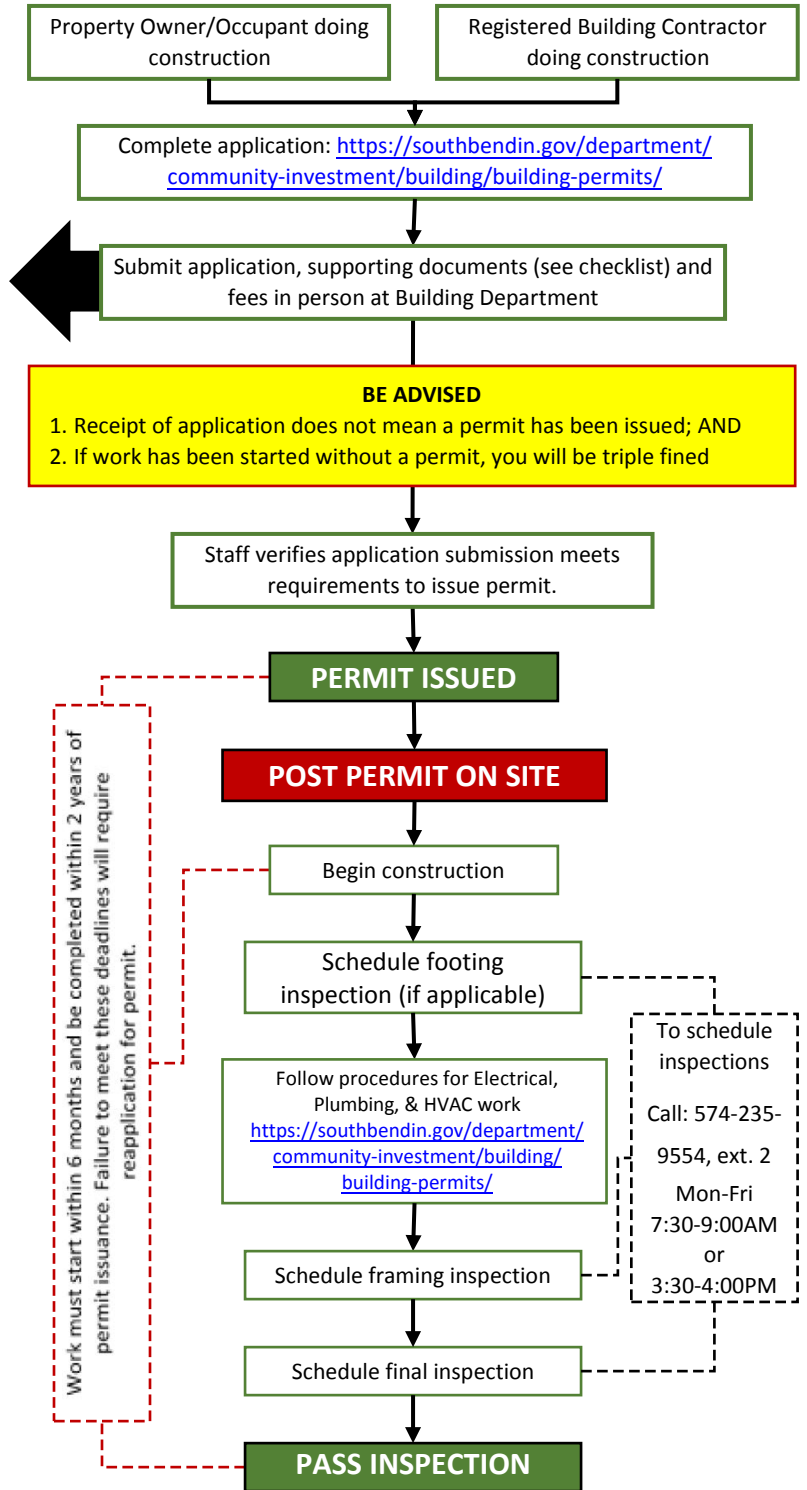 Property Owner/Occupant doing
construction
Registered Building Contractor
doing construction
Complete application: https://southbendin.gov/department/
community-investment/building/building-permits/
Submit application, supporting documents (see checklist) and
fees in person at Building Department
BE ADVISED
1. Receipt of application does not mean a permit has been issued; AND
2. If work has been started without a permit, you will be triple fined
Staff verifies application submission meets
requirements to issue permit.
PERMIT ISSUED
POST PERMIT ON SITE
Work must start within 6 months and be completed within 2 years of
permit issuance. Failure to meet these deadlines will require
reapplication for permit.
Begin construction
Schedule footing
inspection (if applicable)
To schedule
inspections
Call: 574-235-
9554, ext. 2
Mon-Fri
7:30-9:00AM
or
3:30-4:00PM
Follow procedures for Electrical,
Plumbing, & HVAC work
https://southbendin.gov/department/
community-investment/building/
building-permits/
Schedule framing inspection
Schedule final inspection
PASS INSPECTION